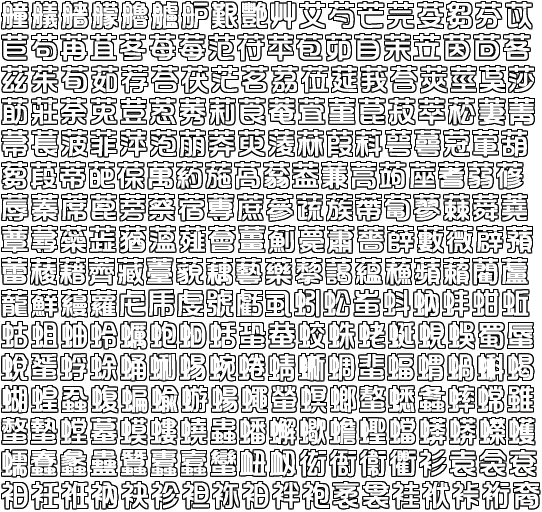 艟艤艢艨艪艫舮艱艷艸艾芍芒芫芟芻芬苡
苣苟苒苴苳苺莓范苻苹苞茆苜茉苙茵茴茖
茲茱荀茹荐荅茯茫茗茘莅莚莪莟莢莖茣莎
莇莊荼莵荳荵莠莉莨菴萓菫菎菽萃菘萋菁
菷萇菠菲萍萢萠莽萸蔆菻葭萪萼蕚蒄葷葫
蒭葮蒂葩葆萬葯葹萵蓊葢蒹蒿蒟蓙蓍蒻蓚
蓐蓁蓆蓖蒡蔡蓿蓴蔗蔘蔬蔟蔕蔔蓼蕀蕣蕘
蕈蕁蘂蕋蕕薀薤薈薑薊薨蕭薔薛藪薇薜蕷
蕾薐藉薺藏薹藐藕藝藥藜藹蘊蘓蘋藾藺蘆
蘢蘚蘰蘿虍乕虔號虧虱蚓蚣蚩蚪蚋蚌蚶蚯
蛄蛆蚰蛉蠣蚫蛔蛞蛩蛬蛟蛛蛯蜒蜆蜈蜀蜃
蛻蜑蜉蜍蛹蜊蜴蜿蜷蜻蜥蜩蜚蝠蝟蝸蝌蝎
蝴蝗蝨蝮蝙蝓蝣蝪蠅螢螟螂螯蟋螽蟀蟐雖
螫蟄螳蟇蟆螻蟯蟲蟠蠏蠍蟾蟶蟷蠎蟒蠑蠖
蠕蠢蠡蠱蠶蠹蠧蠻衄衂衒衙衞衢衫袁衾袞
衵衽袵衲袂袗袒袮袙袢袍袤袰袿袱裃裄裔